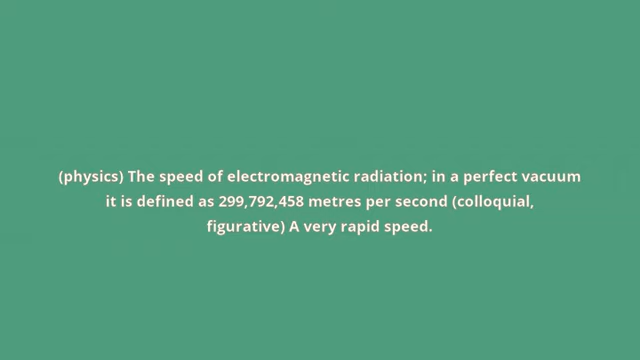 (physics) The speed of electromagnetic radiation; in a perfect vacuum
it is defined as 299,792,458 metres per second (colloquial,
figurative) A very rapid speed.